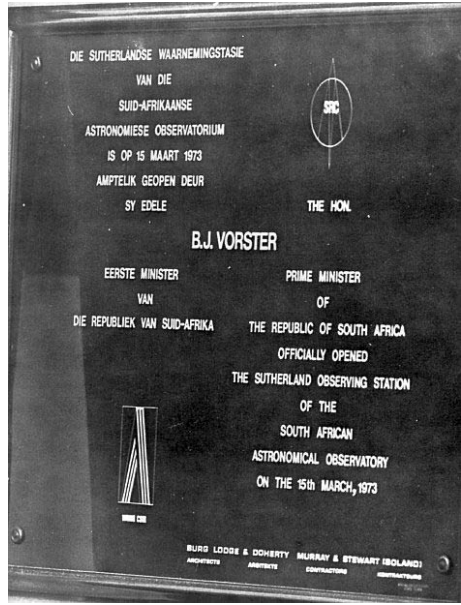 DIE SUTHERLANDSE WAARNEMINGSTASIE
VAN DIE
SUID-AFRIKAANSE
ASTRONOMIESE OBSERVATORIUM
IS OP 15 MAART 1973
AMPTELIK GEOPEN DEUR
SY EDELE
SRC
THE HON.
B.J. VORSTER
EERSTE MINISTER
VAN
DIE REPUBLIEK VAN SUID-AFRIKA
PRIME MINISTER
OF
THE REPUBLIC OF SOUTH AFRICA
OFFICIALLY OPENED
THE SUTHERLAND OBSERVING STATION
OF THE
SOUTH AFRICAN
ASTRONOMICAL OBSERVATORY
ON THE 15th MARCH, 1973
BURG LODGE & DOHERTY MURRAY & STEWART (BOLAND)
ARCHITECTS ARGITEKTE CONTRACTORS KONTRAKTEURS